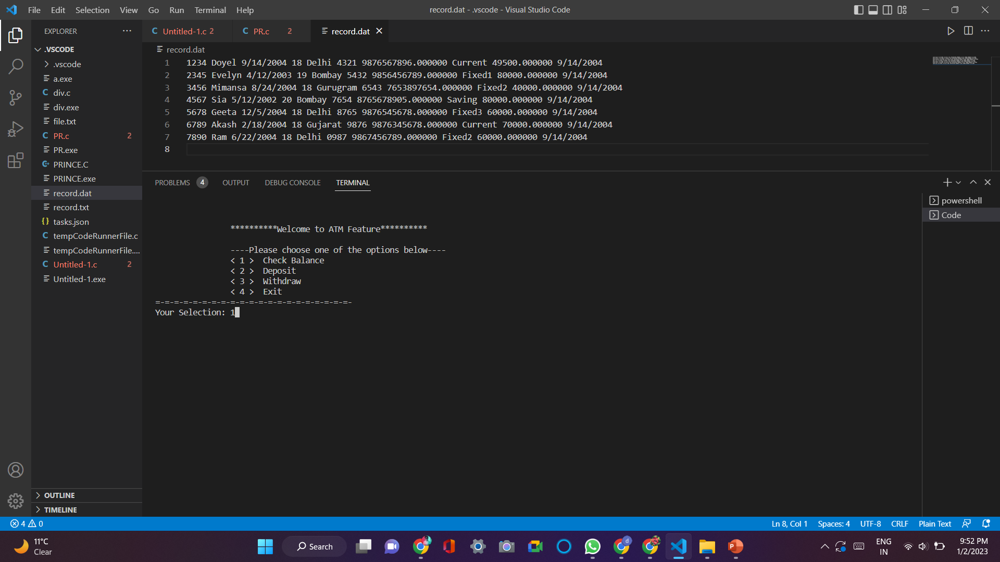 File Edit Selection View Go Run Terminal Help
record.dat - .vscode - Visual Studio Code
EXPLORER
.VSCODE
.vscode
a.exe
C div.c
div.exe
file.txt
C PR.c 2
PR.exe
PRINCE.C
PRINCE.exe
record.dat
record.txt
{} tasks.json
C tempCodeRunnerFile.c
tempCodeRunnerFile....
C Untitled-1.c 2
Untitled-1.exe
OUTLINE
TIMELINE
C Untitled-1.c 2
C PR.c 2
record.dat
record.dat
1 1234 Doyel 9/14/2004 18 Delhi 4321 9876567896.000000 Current 49500.000000 9/14/2004
2 2345 Evelyn 4/12/2003 19 Bombay 5432 9856456789.000000 Fixed1 80000.000000 9/14/2004
3 3456 Mimansa 8/24/2004 18 Gurugram 6543 7653897654.000000 Fixed2 40000.000000 9/14/2004
4 4567 Sia 5/12/2002 20 Bombay 7654 8765678905.000000 Saving 80000.000000 9/14/2004
5 5678 Geeta 12/5/2004 18 Delhi 8765 9876545678.000000 Fixed3 60000.000000 9/14/2004
6 6789 Akash 2/18/2004 18 Gujarat 9876 9876345678.000000 Current 70000.000000 9/14/2004
7 7890 Ram 6/22/2004 18 Delhi 0987 9867456789.000000 Fixed2 60000.000000 9/14/2004
8
PROBLEMS 4 OUTPUT DEBUG CONSOLE TERMINAL
powershell
Code
**********Welcome to ATM Feature**********
----Please choose one of the options below----
< 1 > Check Balance
< 2 > Deposit
< 3 > Withdraw
< 4 > Exit
=-=-=-=-=-=-=-=-=-=-=-=-=-=-=-=-=-=-=-=-=-
Your Selection: 1
4 0
Ln 8, Col 1 Spaces: 4 UTF-8 CRLF Plain Text
11°C
Clear
Search
d
P
ENG
IN
9:52 PM
1/2/2023